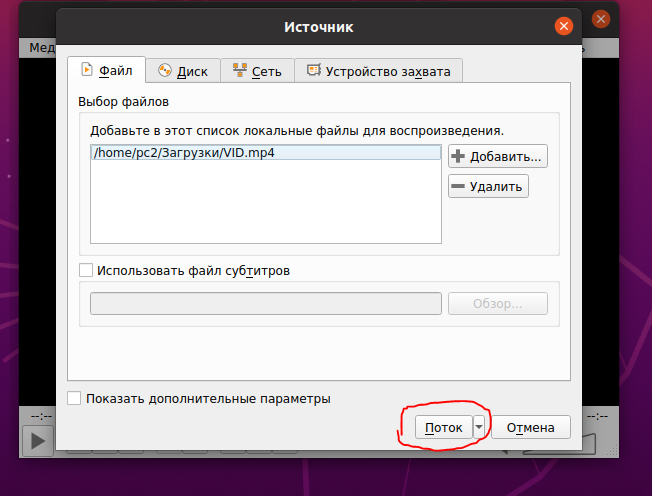 Источник
Мед
Файл
Диск
Сеть
Устройство захвата
Выбор файлов
Добавьте в этот список локальные файлы для воспроизведения.
/home/pc2/Загрузки/VID.mp4
Добавить...
Удалить
Использовать файл субтитров
Обзор...
Показать дополнительные параметры
--:--
--:--
Поток
Отмена